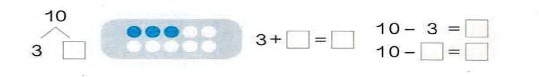 10
3 □
3 + □ = □
10 - 3 = □
10 - □ = □